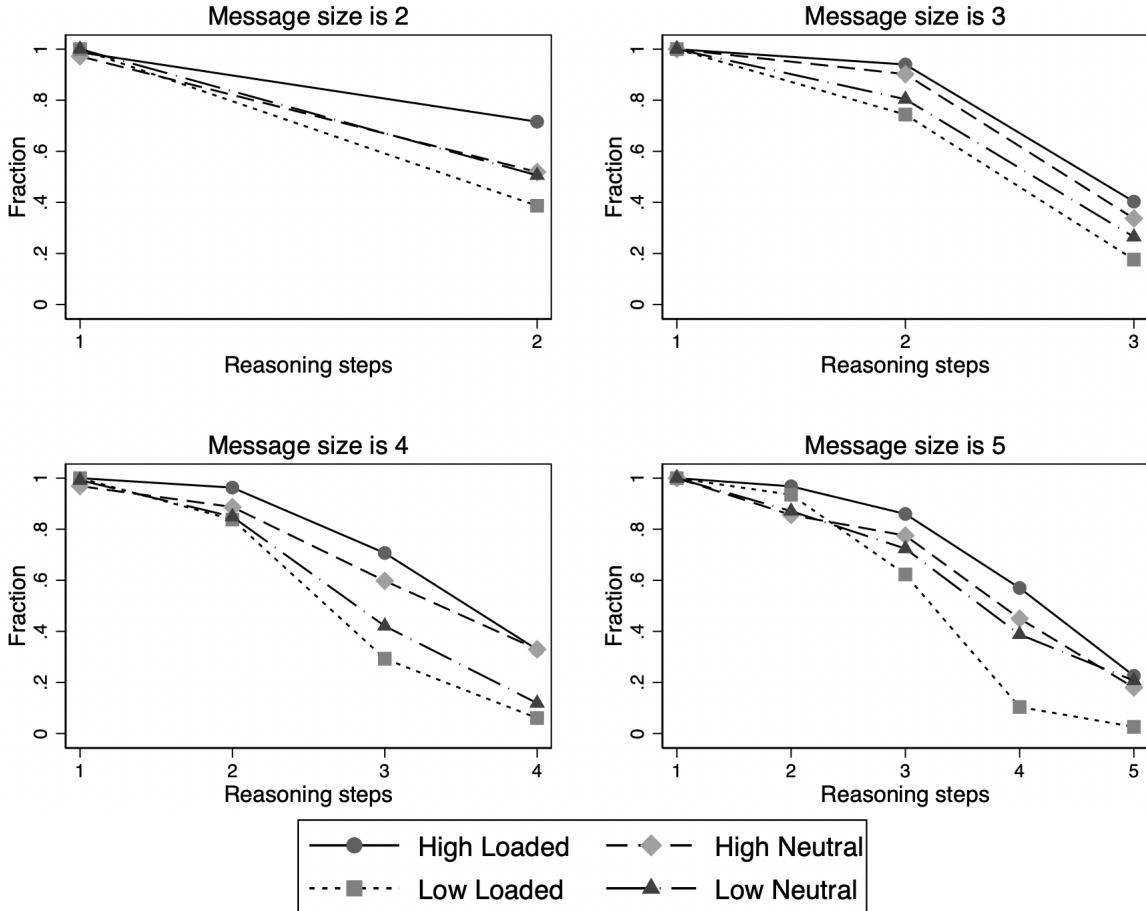 Message size is 2
Fraction
1
.8
.6
.4
.2
0
1 2
Reasoning steps
Message size is 3
Fraction
1
.8
.6
.4
.2
0
1 2 3
Reasoning steps
Message size is 4
Fraction
1
.8
.6
.4
.2
0
1 2 3 4
Reasoning steps
Message size is 5
Fraction
1
.8
.6
.4
.2
0
1 2 3 4 5
Reasoning steps
High Loaded High Neutral
Low Loaded Low Neutral